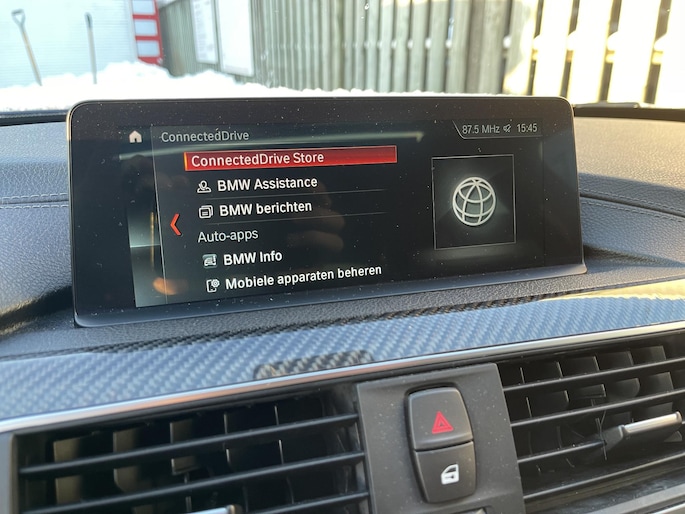 ConnectedDrive
87.5 MHz 15:45
ConnectedDrive Store
BMW Assistance
BMW berichten
Auto-apps
BMW Info
Mobiele apparaten beheren